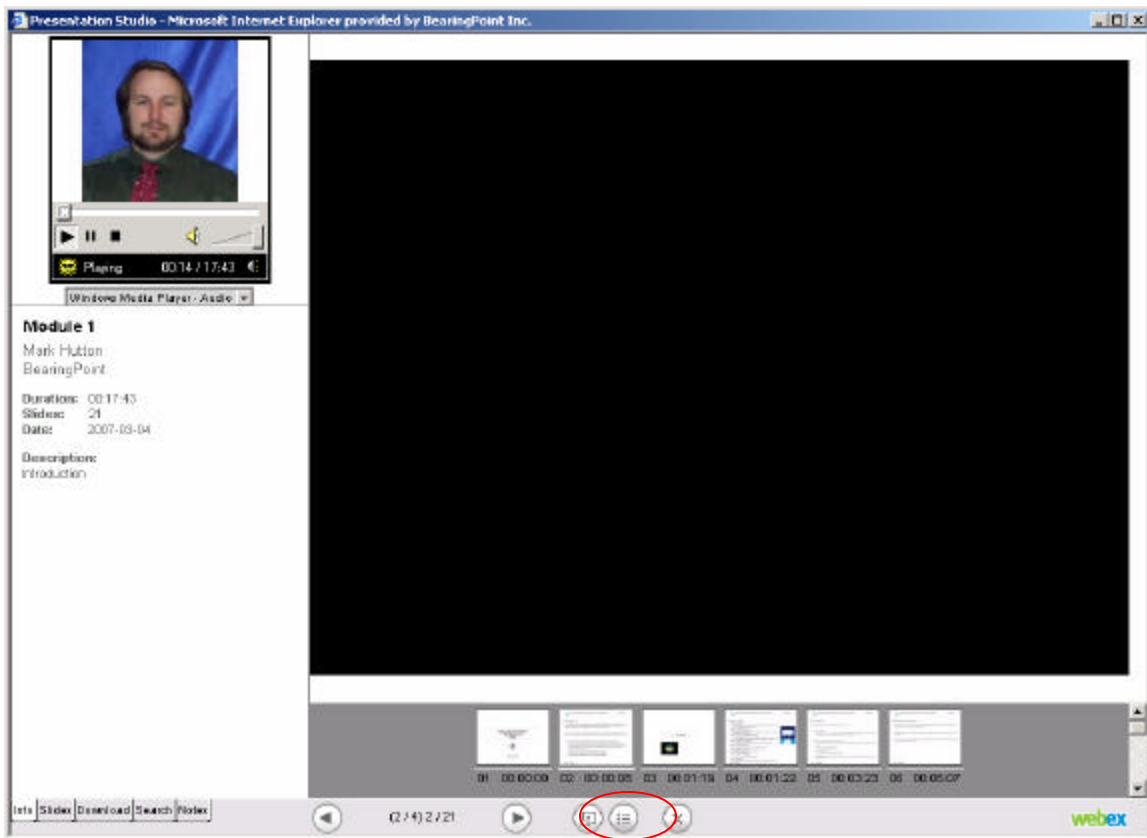 Presentation Studio - Microsoft Internet Explorer provided by BearingPoint Inc.
Playing 00:14 / 17:43
Windows Media Player - Audio
Module 1
Mark Hutton
BearingPoint
Duration: 00:17:43
Slides: 21
Date: 2007-03-04
Description:
Introduction
01 00:00:00 02 00:00:05 03 00:01:19 04 00:01:22 05 00:03:23 06 00:05:07
Info Slides Download Search Notes
(2 / 4) 2 / 21
webex